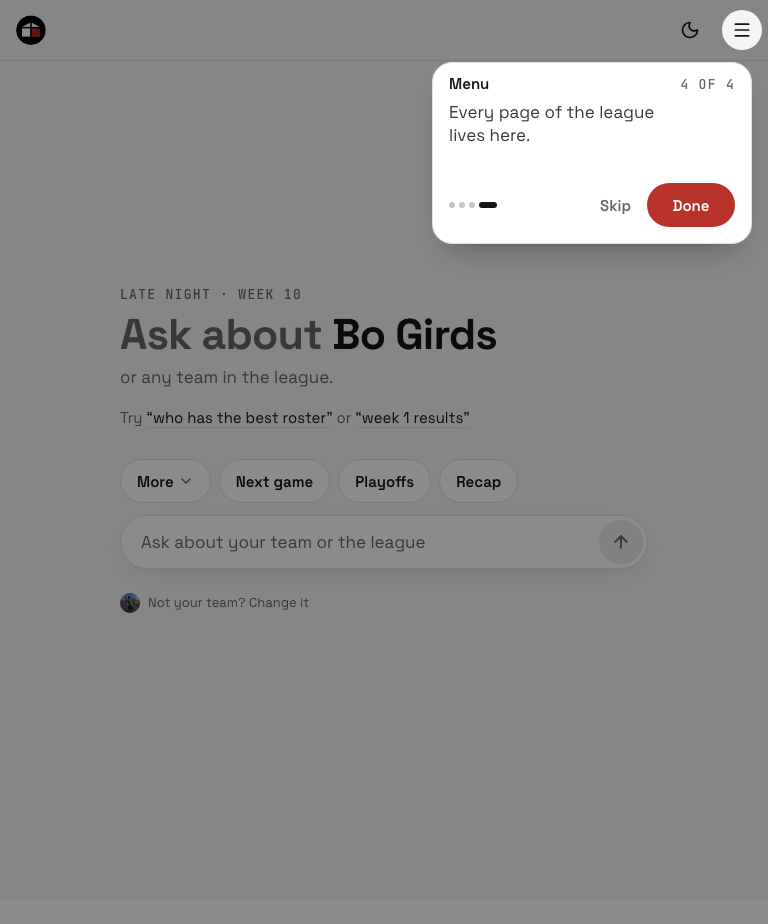 Menu
4 OF 4
Every page of the league
lives here.
Skip
Done
LATE NIGHT · WEEK 10
Ask about Bo Girds
or any team in the league.
Try “who has the best roster” or “week 1 results”
More
Next game
Playoffs
Recap
Ask about your team or the league
Not your team? Change it